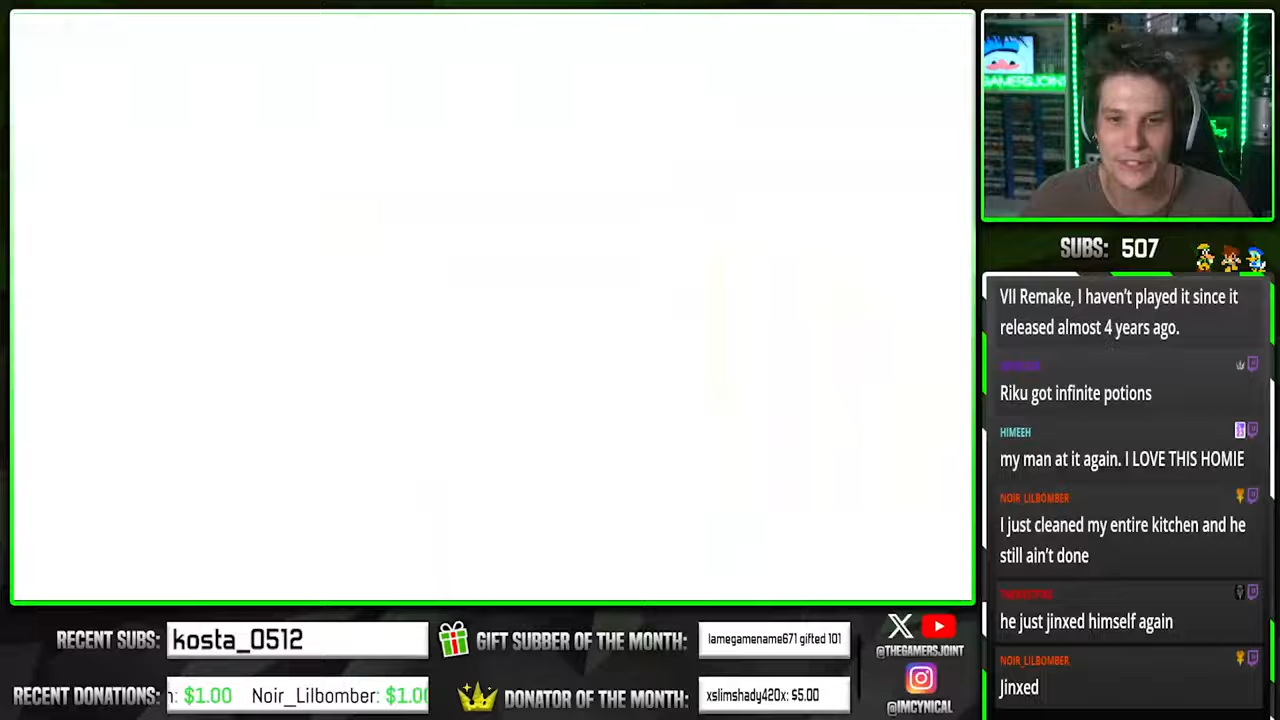 GAMERSJOINT
SUBS: 507
VII Remake, I haven't played it since it
released almost 4 years ago.
Riku got infinite potions
HIMEEH
my man at it again. I LOVE THIS HOMIE
NOIR_LILBOMBER
I just cleaned my entire kitchen and he
still ain't done
he just jinxed himself again
NOIR_LILBOMBER
Jinxed
RECENT SUBS: kosta_0512
GIFT SUBBER OF THE MONTH: lamegamename671 gifted 101
@THEGAMERSJOINT
RECENT DONATIONS: $1.00 Noir_Lilbomber: $1.0
DONATOR OF THE MONTH: xslimshady420x: $5.00
@IMCYNICAL